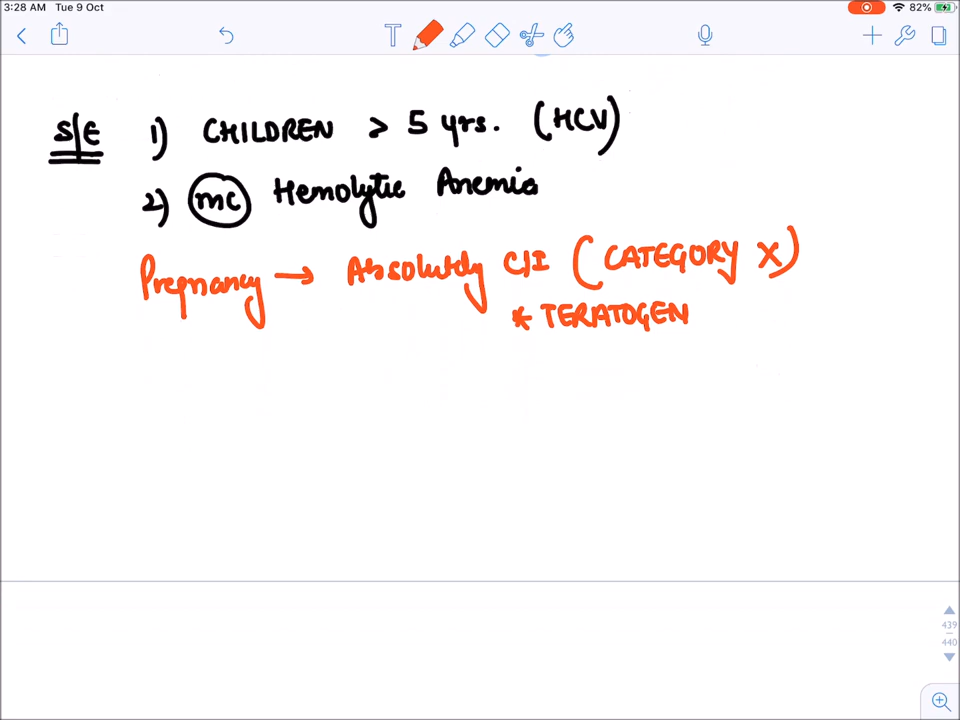 3:28 AM Tue 9 Oct 82%
T
S/E 1) CHILDREN > 5 yrs. (HCV)
2) mc Hemolytic Anemia
Pregnancy → Absolutely C/I (CATEGORY X)
* TERATOGEN
439
440